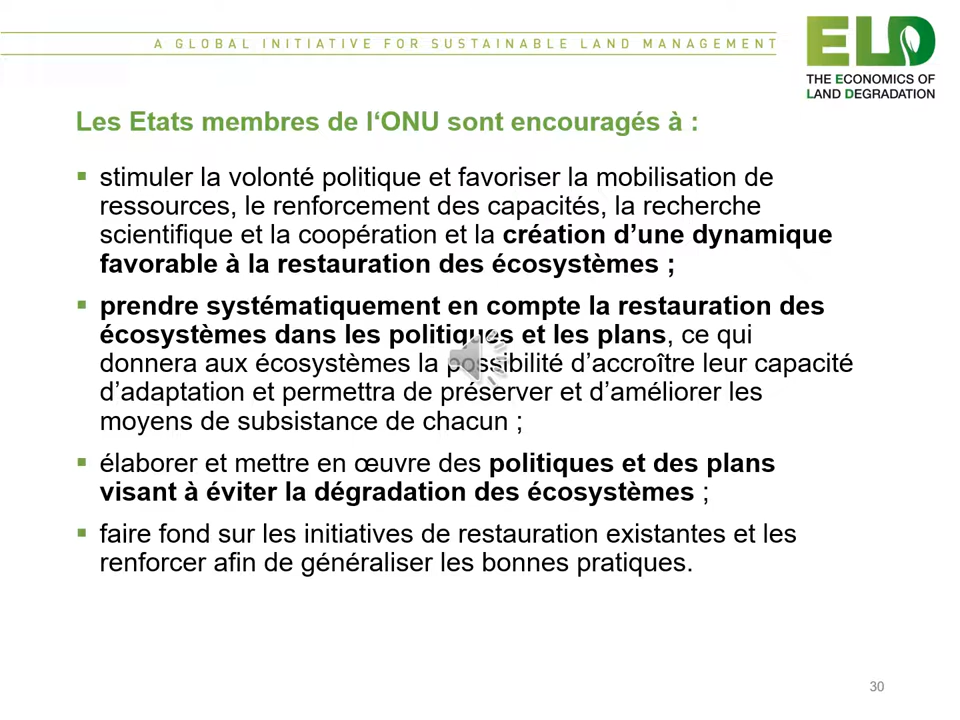 A GLOBAL INITIATIVE FOR SUSTAINABLE LAND MANAGEMENT
ELD
THE ECONOMICS OF
LAND DEGRADATION
Les Etats membres de l‘ONU sont encouragés à :
▪ stimuler la volonté politique et favoriser la mobilisation de
ressources, le renforcement des capacités, la recherche
scientifique et la coopération et la création d’une dynamique
favorable à la restauration des écosystèmes ;
▪ prendre systématiquement en compte la restauration des
écosystèmes dans les politiques et les plans, ce qui
donnera aux écosystèmes la possibilité d’accroître leur capacité
d’adaptation et permettra de préserver et d’améliorer les
moyens de subsistance de chacun ;
▪ élaborer et mettre en œuvre des politiques et des plans
visant à éviter la dégradation des écosystèmes ;
▪ faire fond sur les initiatives de restauration existantes et les
renforcer afin de généraliser les bonnes pratiques.
30